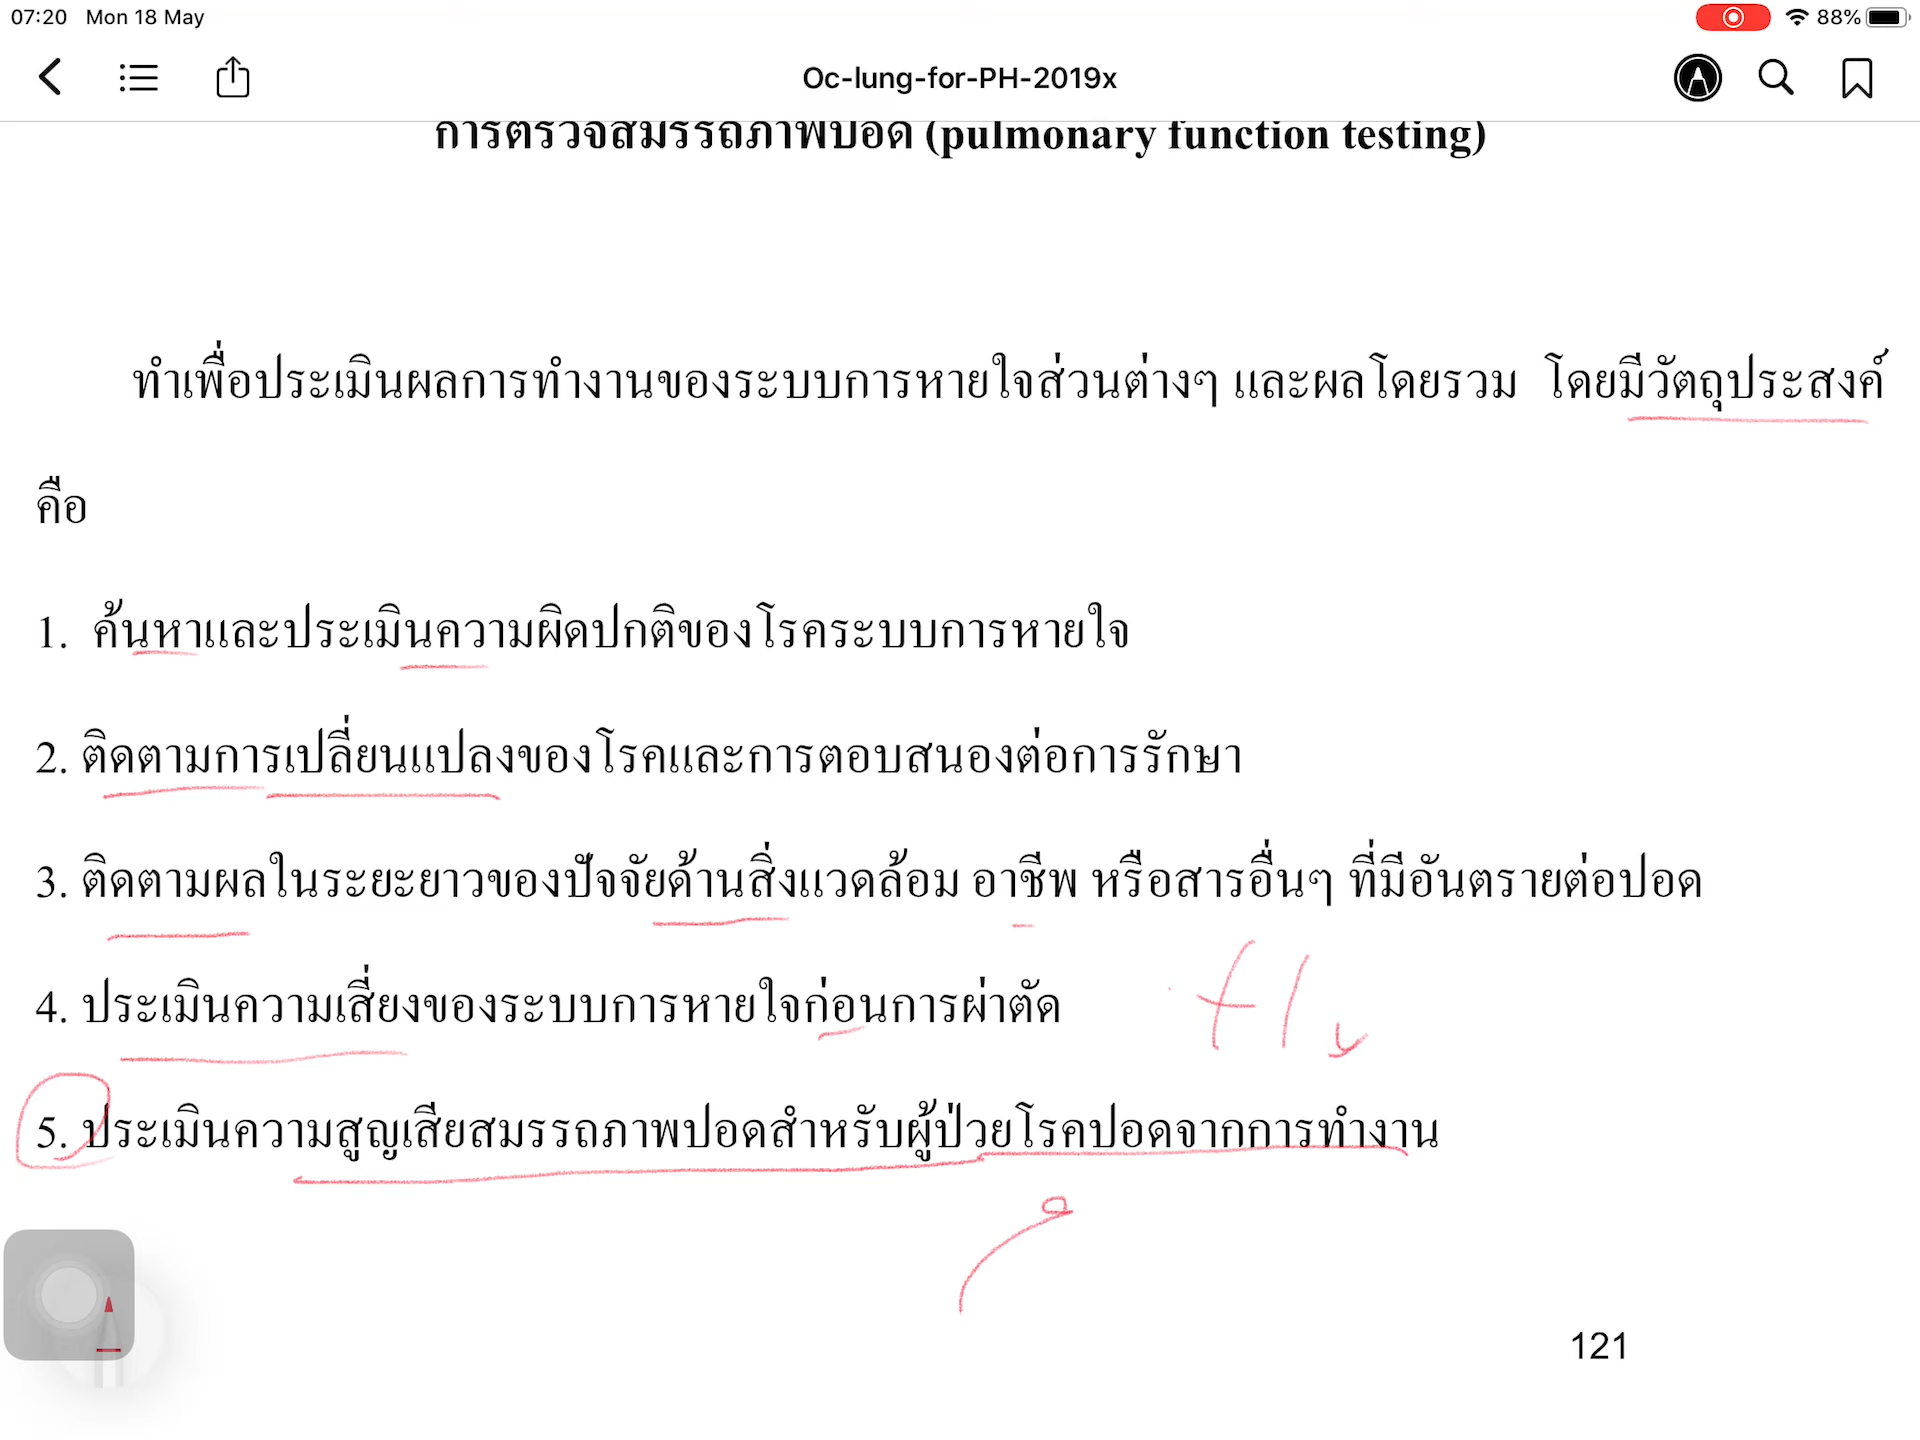 07:20 Mon 18 May 88%
Oc-lung-for-PH-2019x
การตรวจสมรรถภาพปอด (pulmonary function testing)
ทำเพื่อประเมินผลการทำงานของระบบการหายใจส่วนต่างๆ และผลโดยรวม โดยมีวัตถุประสงค์
คือ
1. ค้นหาและประเมินความผิดปกติของโรคระบบการหายใจ
2. ติดตามการเปลี่ยนแปลงของโรคและการตอบสนองต่อการรักษา
3. ติดตามผลในระยะยาวของปัจจัยด้านสิ่งแวดล้อม อาชีพ หรือสารอื่นๆ ที่มีอันตรายต่อปอด
4. ประเมินความเสี่ยงของระบบการหายใจก่อนการผ่าตัด
5. ประเมินความสูญเสียสมรรถภาพปอดสำหรับผู้ป่วยโรคปอดจากการทำงาน
121